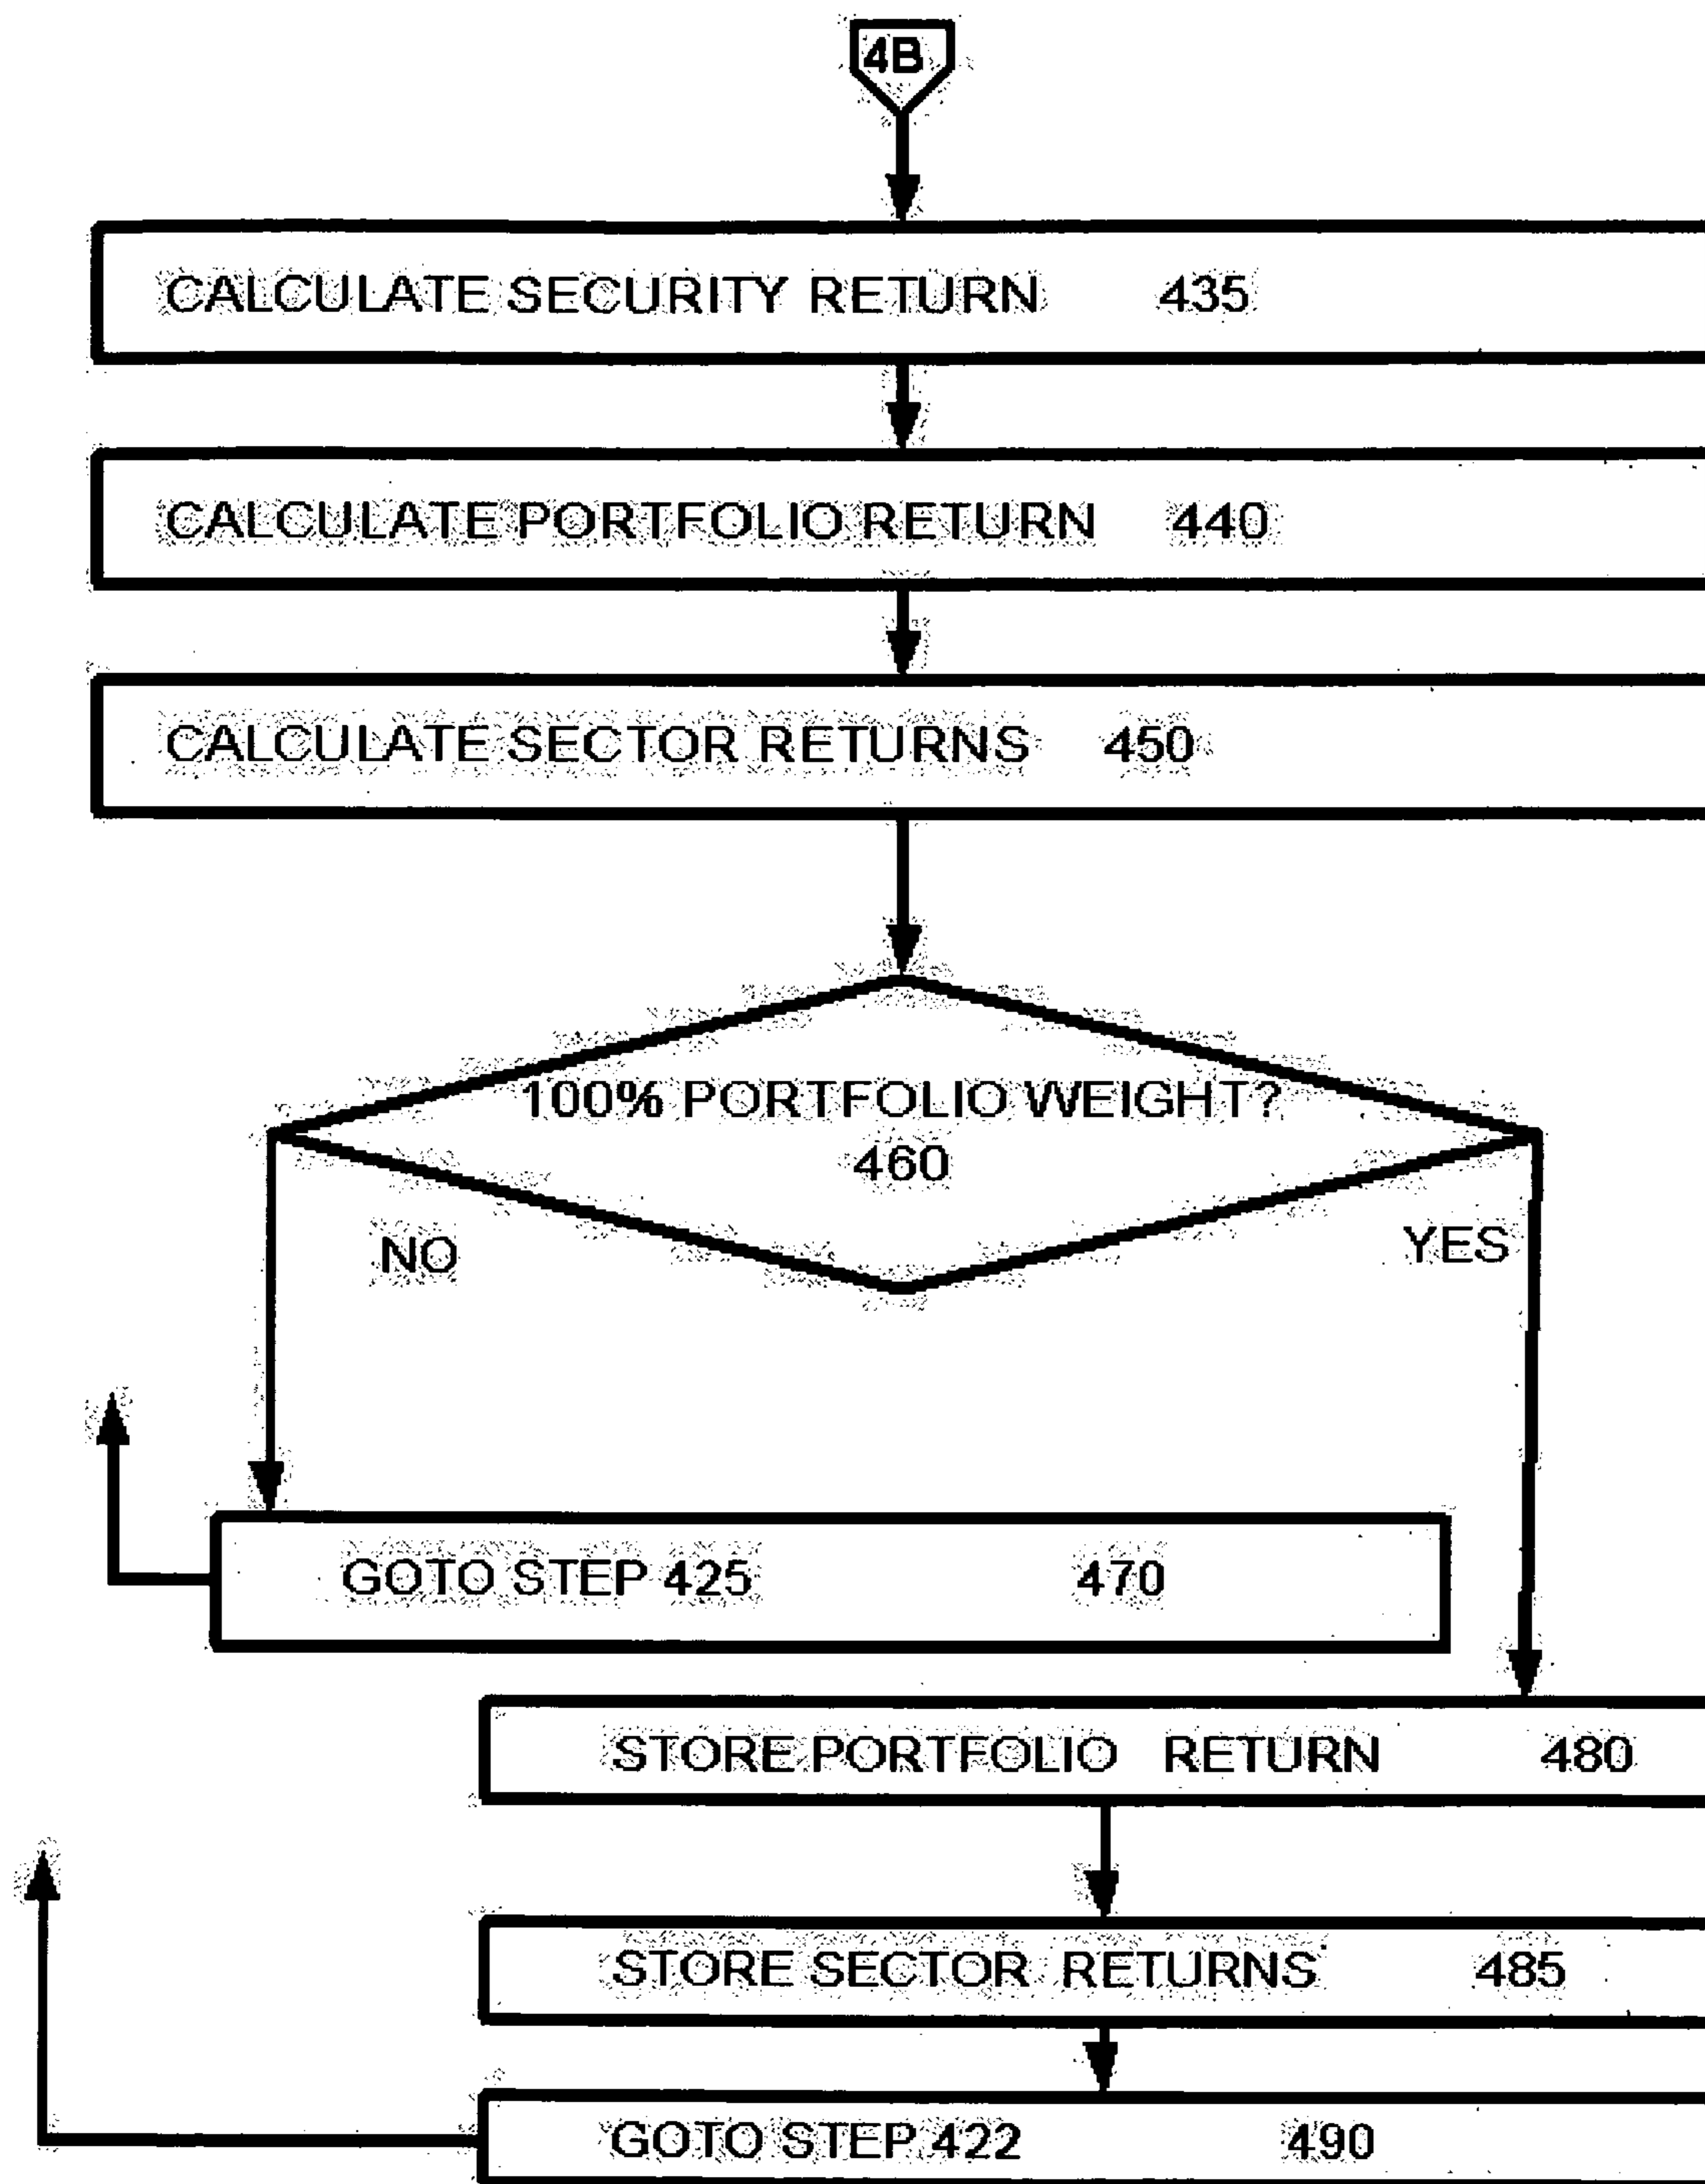 4B
CALCULATE SECURITY RETURN 435
CALCULATE PORTFOLIO RETURN 440
CALCULATE SECTOR RETURNS 450
100% PORTFOLIO WEIGHT?
460
NO
YES
GOTO STEP 425 470
STORE PORTFOLIO RETURN 480
STORE SECTOR RETURNS 485
GOTO STEP 422 490